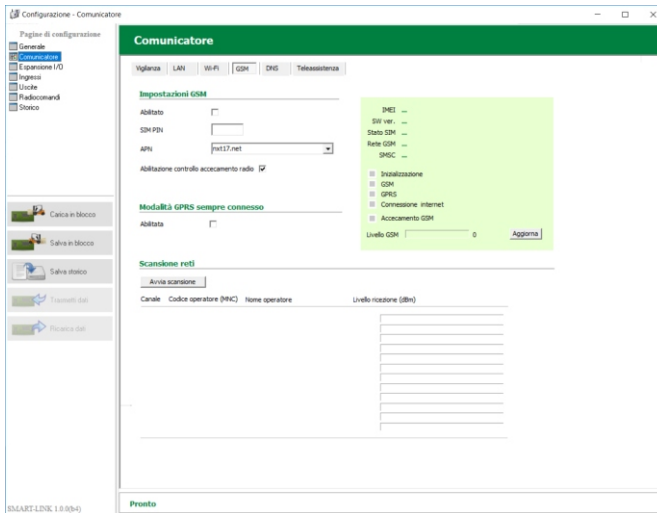 Configurazione - Comunicatore
Pagine di configurazione
Generale
Comunicatore
Espansione I/O
Ingressi
Uscite
Radiocomandi
Storico
Carica in blocco
Salva in blocco
Salva storico
Trasmetti dati
Ricarica dati
SMART-LINK 1.0.0(b4)
Comunicatore
Vigilanza LAN Wi-Fi GSM DNS Teleassistenza
Impostazioni GSM
Abilitato
SIM PIN
APN nxt17.net
Abilitazione controllo accecamento radio
Modalità GPRS sempre connesso
Abilitata
IMEI ...
SW ver. ...
Stato SIM ...
Rete GSM ...
SMSC ...
Inizializzazione
GSM
GPRS
Connessione internet
Accecamento GSM
Livello GSM 0 Aggiorna
Scansione reti
Avvia scansione
Canale Codice operatore (MNC) Nome operatore Livello ricezione (dBm)
Pronto